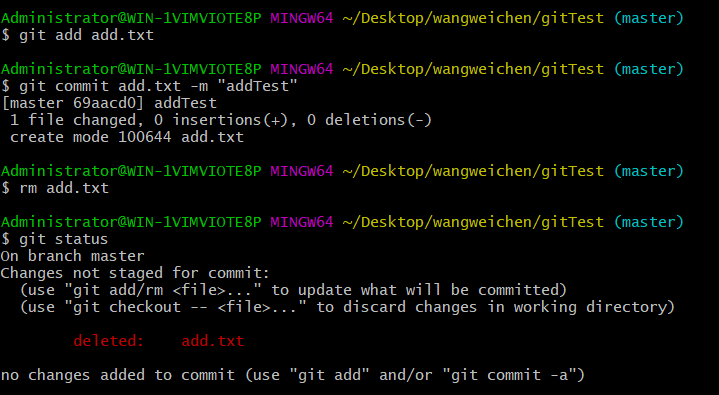 Administrator@WIN-1VIMVIOTE8P MINGW64 ~/Desktop/wangweichen/gitTest (master)
$ git add add.txt
Administrator@WIN-1VIMVIOTE8P MINGW64 ~/Desktop/wangweichen/gitTest (master)
$ git commit add.txt -m "addTest"
[master 69aacd0] addTest
 1 file changed, 0 insertions(+), 0 deletions(-)
 create mode 100644 add.txt
Administrator@WIN-1VIMVIOTE8P MINGW64 ~/Desktop/wangweichen/gitTest (master)
$ rm add.txt
Administrator@WIN-1VIMVIOTE8P MINGW64 ~/Desktop/wangweichen/gitTest (master)
$ git status
On branch master
Changes not staged for commit:
  (use "git add/rm <file>..." to update what will be committed)
  (use "git checkout -- <file>..." to discard changes in working directory)
        deleted:    add.txt
no changes added to commit (use "git add" and/or "git commit -a")